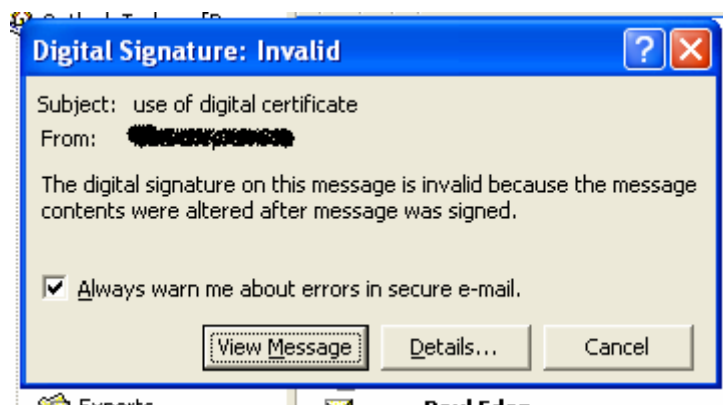 Digital Signature: Invalid
Subject: use of digital certificate
From:
The digital signature on this message is invalid because the message
contents were altered after message was signed.
Always warn me about errors in secure e-mail.
View Message Details... Cancel